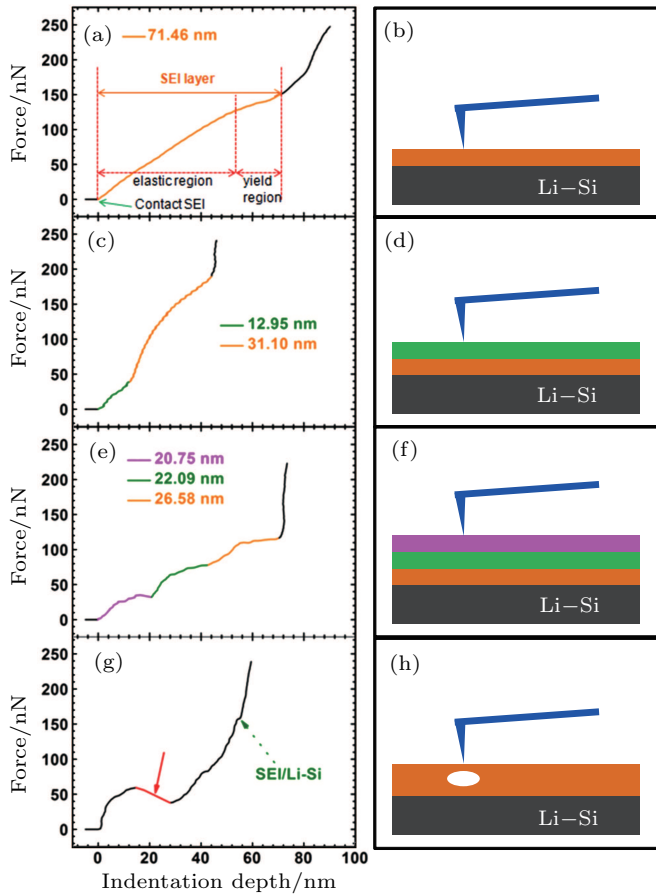 (a)
71.46 nm
SEI layer
elastic region
yield
region
Contact SEI
Force/nN
250
200
150
100
50
0
(b)
Li−Si
(c)
12.95 nm
31.10 nm
Force/nN
250
200
150
100
50
0
(d)
Li−Si
(e)
20.75 nm
22.09 nm
26.58 nm
Force/nN
250
200
150
100
50
0
(f)
Li−Si
(g)
SEI/Li-Si
Force/nN
250
200
150
100
50
0
0 20 40 60 80 100
Indentation depth/nm
(h)
Li−Si